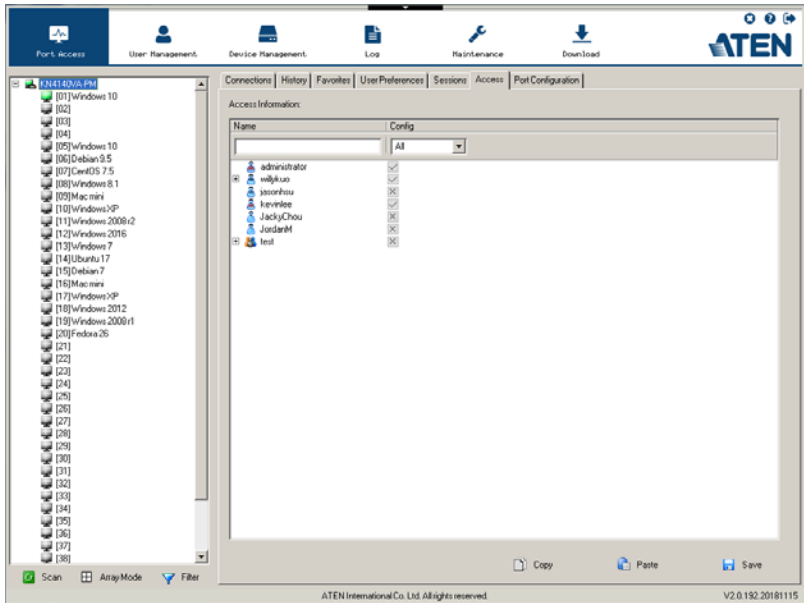 Port Access
User Management
Device Management
Log
Maintenance
Download
ATEN
KN4140VA-PM
[01]Windows 10
[02]
[03]
[04]
[05]Windows 10
[06]Debian 9.5
[07]CentOS 7.5
[08]Windows 8.1
[09]Mac mini
[10]WindowsXP
[11]Windows 2008 r2
[12]Windows 2016
[13]Windows 7
[14]Ubuntu 17
[15]Debian 7
[16]Mac mini
[17]WindowsXP
[18]Windows 2012
[19]Windows 2008 r1
[20]Fedora 26
[21]
[22]
[23]
[24]
[25]
[26]
[27]
[28]
[29]
[30]
[31]
[32]
[33]
[34]
[35]
[36]
[37]
[38]
Scan
Array Mode
Filter
Connections
History
Favorites
User Preferences
Sessions
Access
Port Configuration
Access Information:
Name Config
All
administrator
willykuo
jasonhsu
kevinlee
JackyChou
JordanM
test
Copy
Paste
Save
ATEN International Co. Ltd. All rights reserved.
V2.0.192.20181115